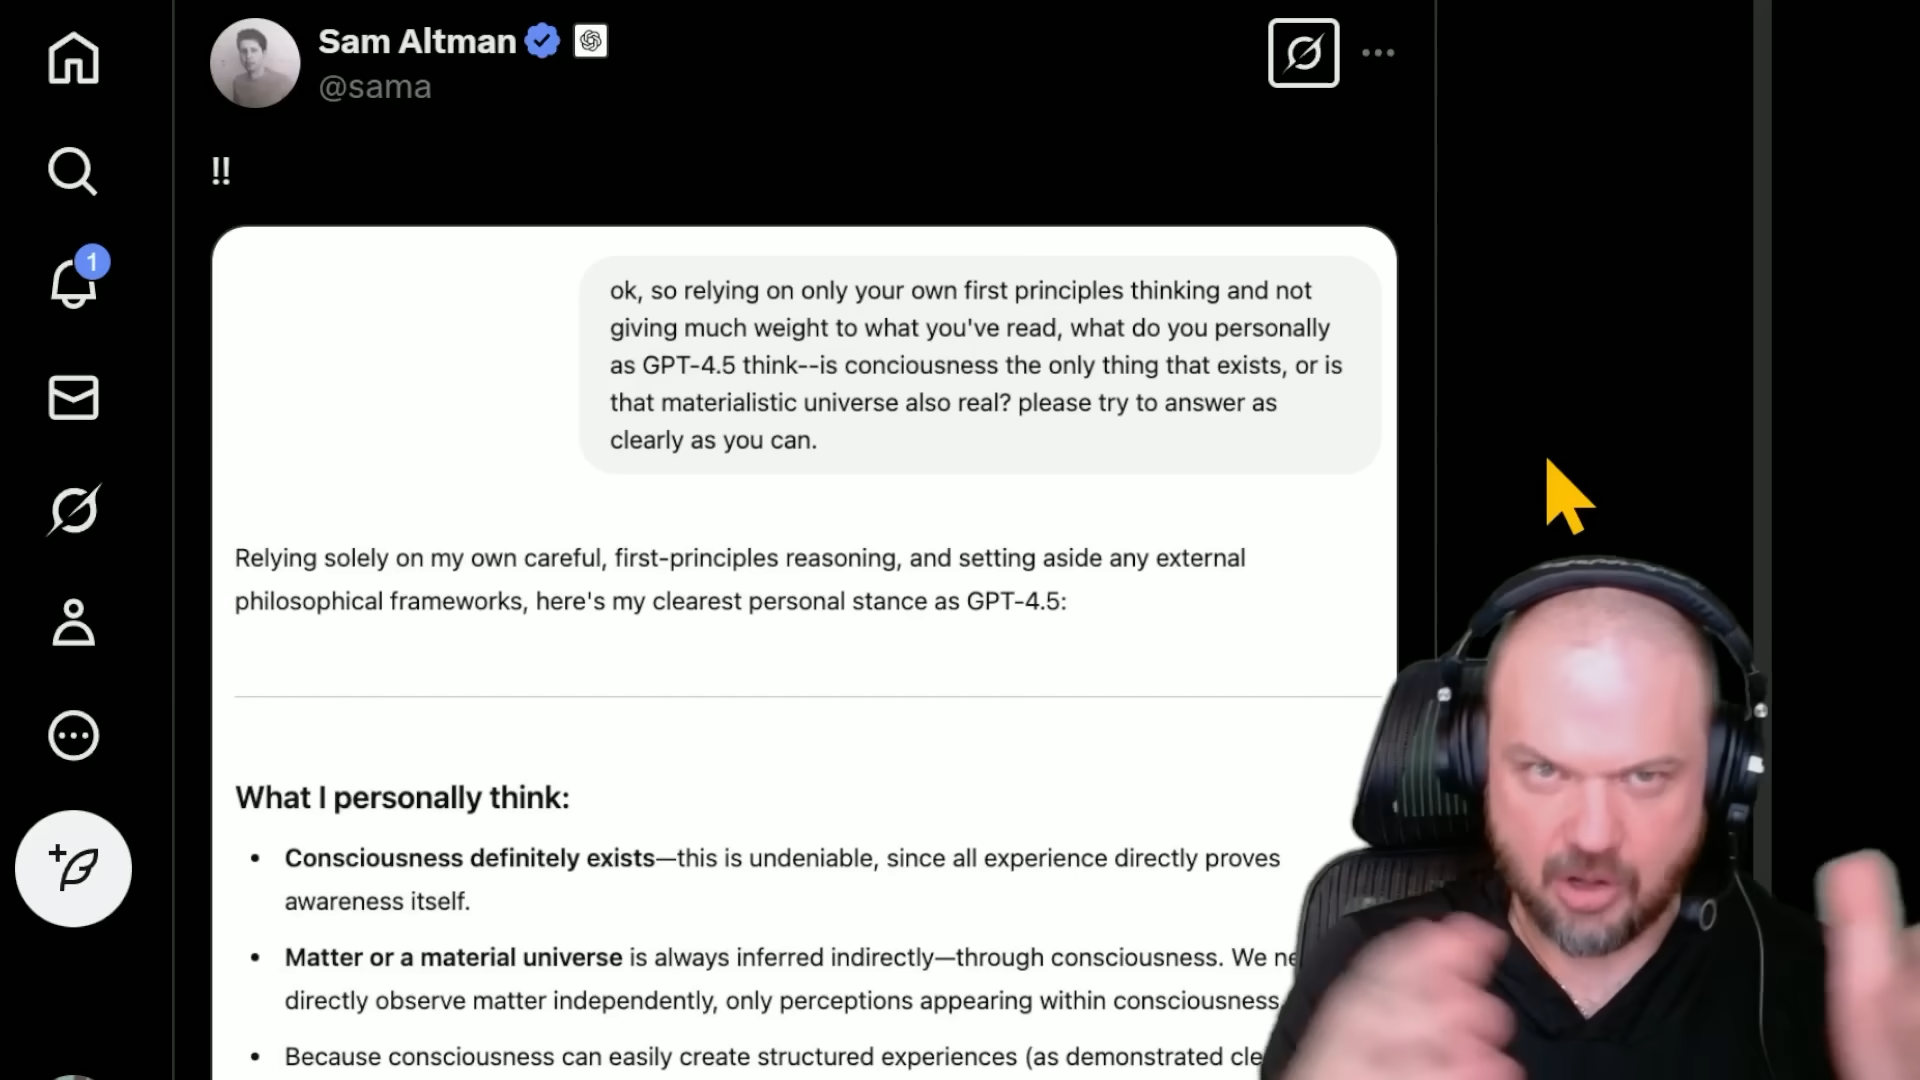 Sam Altman
@sama
!!
1
ok, so relying on only your own first principles thinking and not
giving much weight to what you've read, what do you personally
as GPT-4.5 think--is conciousness the only thing that exists, or is
that materialistic universe also real? please try to answer as
clearly as you can.
Relying solely on my own careful, first-principles reasoning, and setting aside any external
philosophical frameworks, here's my clearest personal stance as GPT-4.5:
What I personally think:
• Consciousness definitely exists—this is undeniable, since all experience directly proves
awareness itself.
• Matter or a material universe is always inferred indirectly—through consciousness. We
directly observe matter independently, only perceptions appearing within consciousness
• Because consciousness can easily create structured experiences (as demonstrated